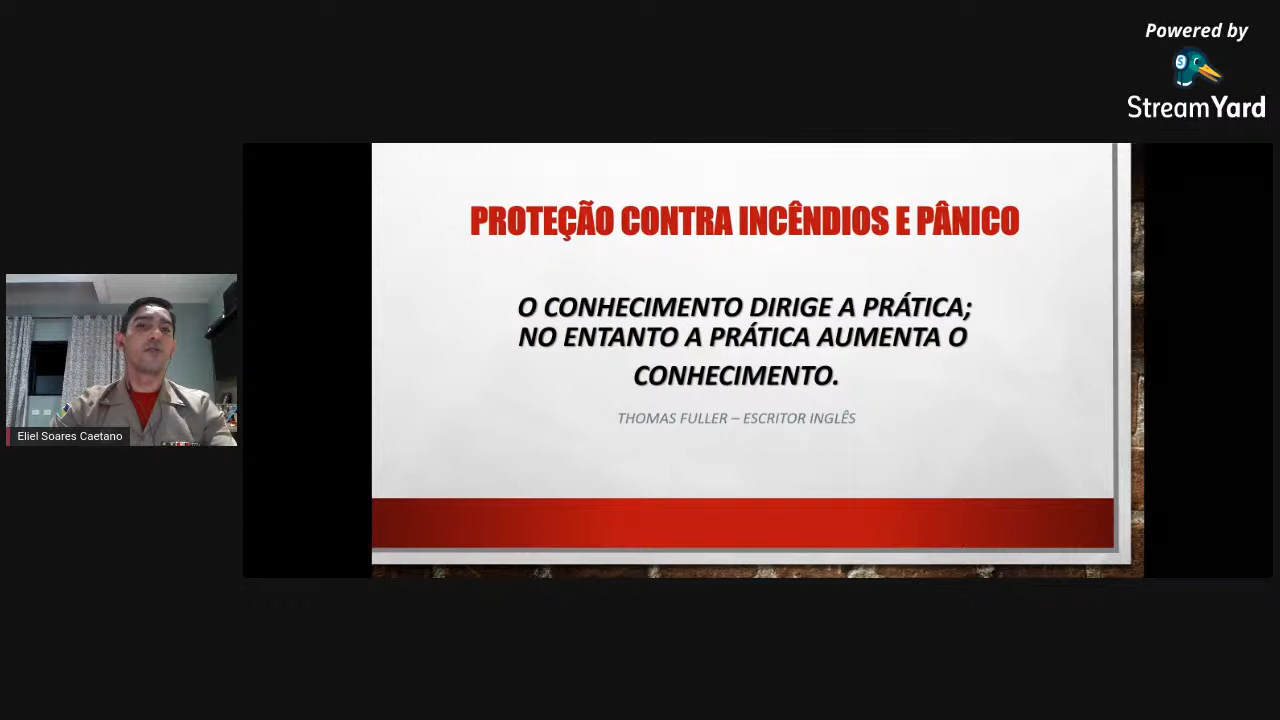 Powered by
StreamYard
PROTEÇÃO CONTRA INCÊNDIOS E PÂNICO
O CONHECIMENTO DIRIGE A PRÁTICA;
NO ENTANTO A PRÁTICA AUMENTA O
CONHECIMENTO.
THOMAS FULLER – ESCRITOR INGLÊS
Eliel Soares Caetano